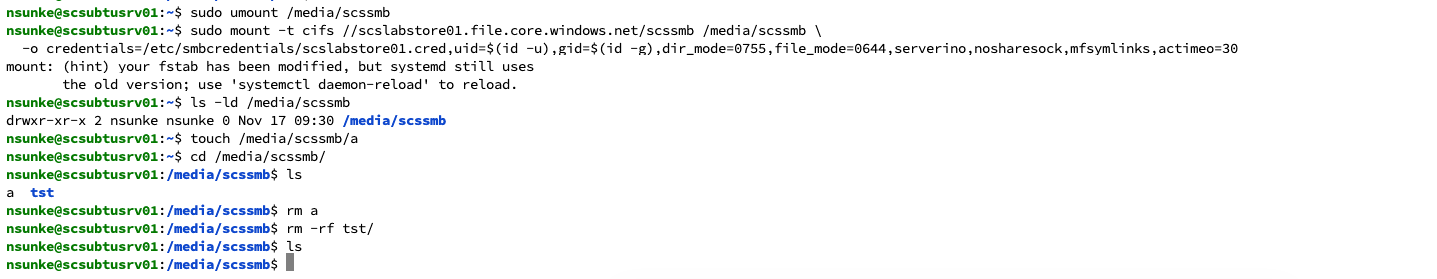 nsunke@scsubtusrv01:~$ sudo umount /media/scssmb
nsunke@scsubtusrv01:~$ sudo mount -t cifs //scslabstore01.file.core.windows.net/scssmb /media/scssmb \
  -o credentials=/etc/smbcredentials/scslabstore01.cred,uid=$(id -u),gid=$(id -g),dir_mode=0755,file_mode=0644,serverino,nosharesock,mfsymlinks,actimeo=30
mount: (hint) your fstab has been modified, but systemd still uses
       the old version; use 'systemctl daemon-reload' to reload.
nsunke@scsubtusrv01:~$ ls -ld /media/scssmb
drwxr-xr-x 2 nsunke nsunke 0 Nov 17 09:30 /media/scssmb
nsunke@scsubtusrv01:~$ touch /media/scssmb/a
nsunke@scsubtusrv01:~$ cd /media/scssmb/
nsunke@scsubtusrv01:/media/scssmb$ ls
a  tst
nsunke@scsubtusrv01:/media/scssmb$ rm a
nsunke@scsubtusrv01:/media/scssmb$ rm -rf tst/
nsunke@scsubtusrv01:/media/scssmb$ ls
nsunke@scsubtusrv01:/media/scssmb$